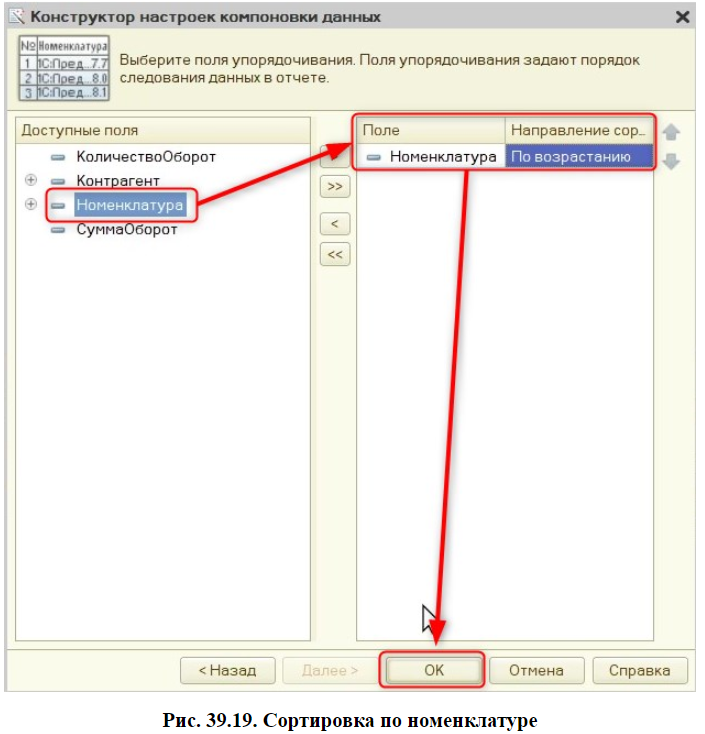 Конструктор настроек компоновки данных
№ Номенклатура
1 1С:Пред...7.7
2 1С:Пред...8.0
3 1С:Пред...8.1
Выберите поля упорядочивания. Поля упорядочивания задают порядок
следования данных в отчете.
Доступные поля
КоличествоОборот
Контрагент
Номенклатура
СуммаОборот
>>
<
<<
Поле Направление сор...
Номенклатура По возрастанию
< Назад Далее > ОК Отмена Справка
Рис. 39.19. Сортировка по номенклатуре